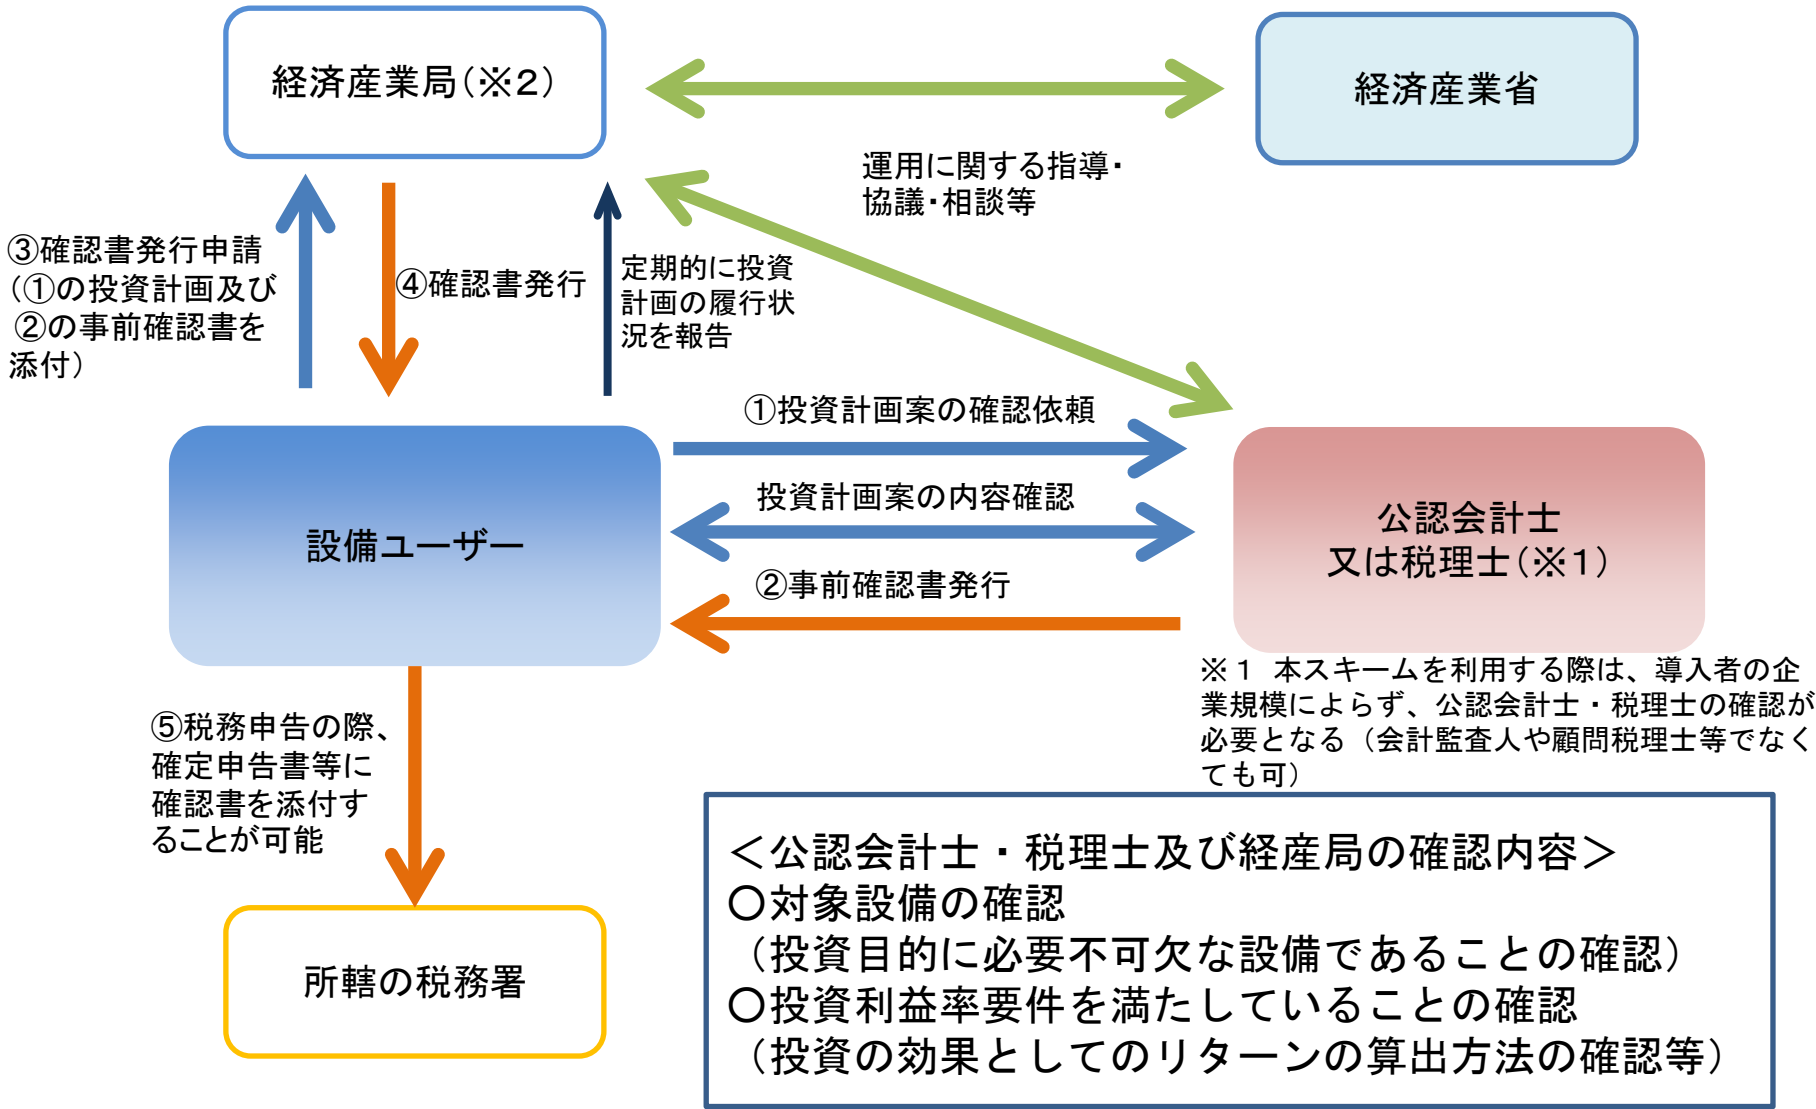 経済産業局（※２）
経済産業省
運用に関する指導・
協議・相談等
③確認書発行申請
（①の投資計画及び
②の事前確認書を
添付）
④確認書発行
定期的に投資
計画の履行状
況を報告
①投資計画案の確認依頼
投資計画案の内容確認
②事前確認書発行
設備ユーザー
公認会計士
又は税理士（※１）
※１ 本スキームを利用する際は、導入者の企
業規模によらず、公認会計士・税理士の確認が
必要となる（会計監査人や顧問税理士等でなく
ても可）
⑤税務申告の際、
確定申告書等に
確認書を添付す
ることが可能
所轄の税務署
＜公認会計士・税理士及び経産局の確認内容＞
○対象設備の確認
（投資目的に必要不可欠な設備であることの確認）
○投資利益率要件を満たしていることの確認
（投資の効果としてのリターンの算出方法の確認等）